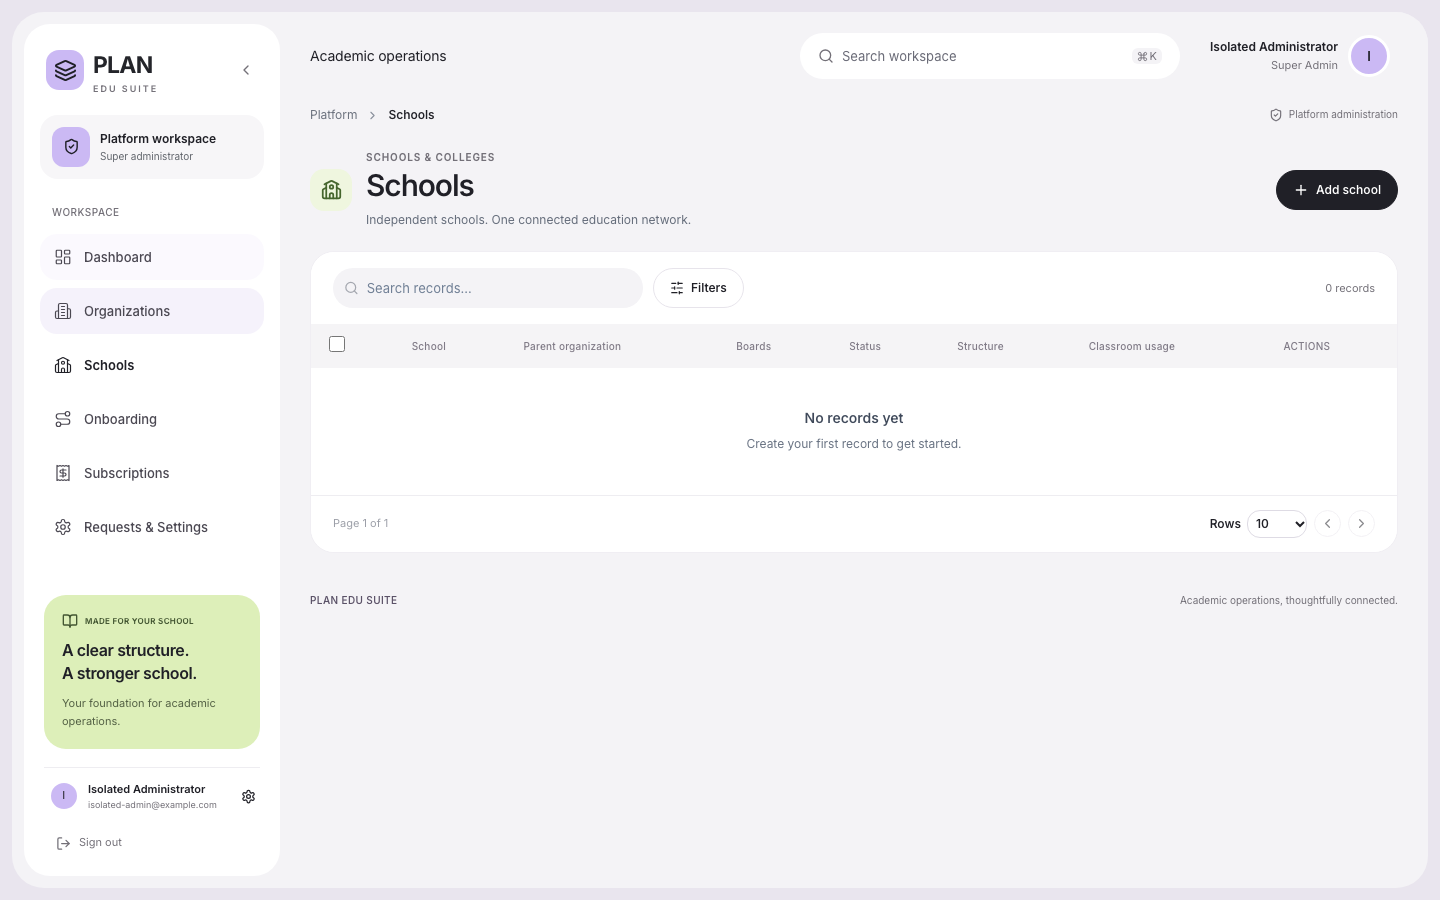 PLAN
EDU SUITE
Platform workspace
Super administrator
WORKSPACE
Dashboard
Organizations
Schools
Onboarding
Subscriptions
Requests & Settings
MADE FOR YOUR SCHOOL
A clear structure.
A stronger school.
Your foundation for academic
operations.
I
Isolated Administrator
isolated-admin@example.com
Sign out
Academic operations
Search workspace
⌘K
Isolated Administrator
Super Admin
I
Platform
Schools
Platform administration
SCHOOLS & COLLEGES
Schools
Independent schools. One connected education network.
Add school
Search records...
Filters
0 records
School
Parent organization
Boards
Status
Structure
Classroom usage
ACTIONS
No records yet
Create your first record to get started.
Page 1 of 1
Rows
10
PLAN EDU SUITE
Academic operations, thoughtfully connected.